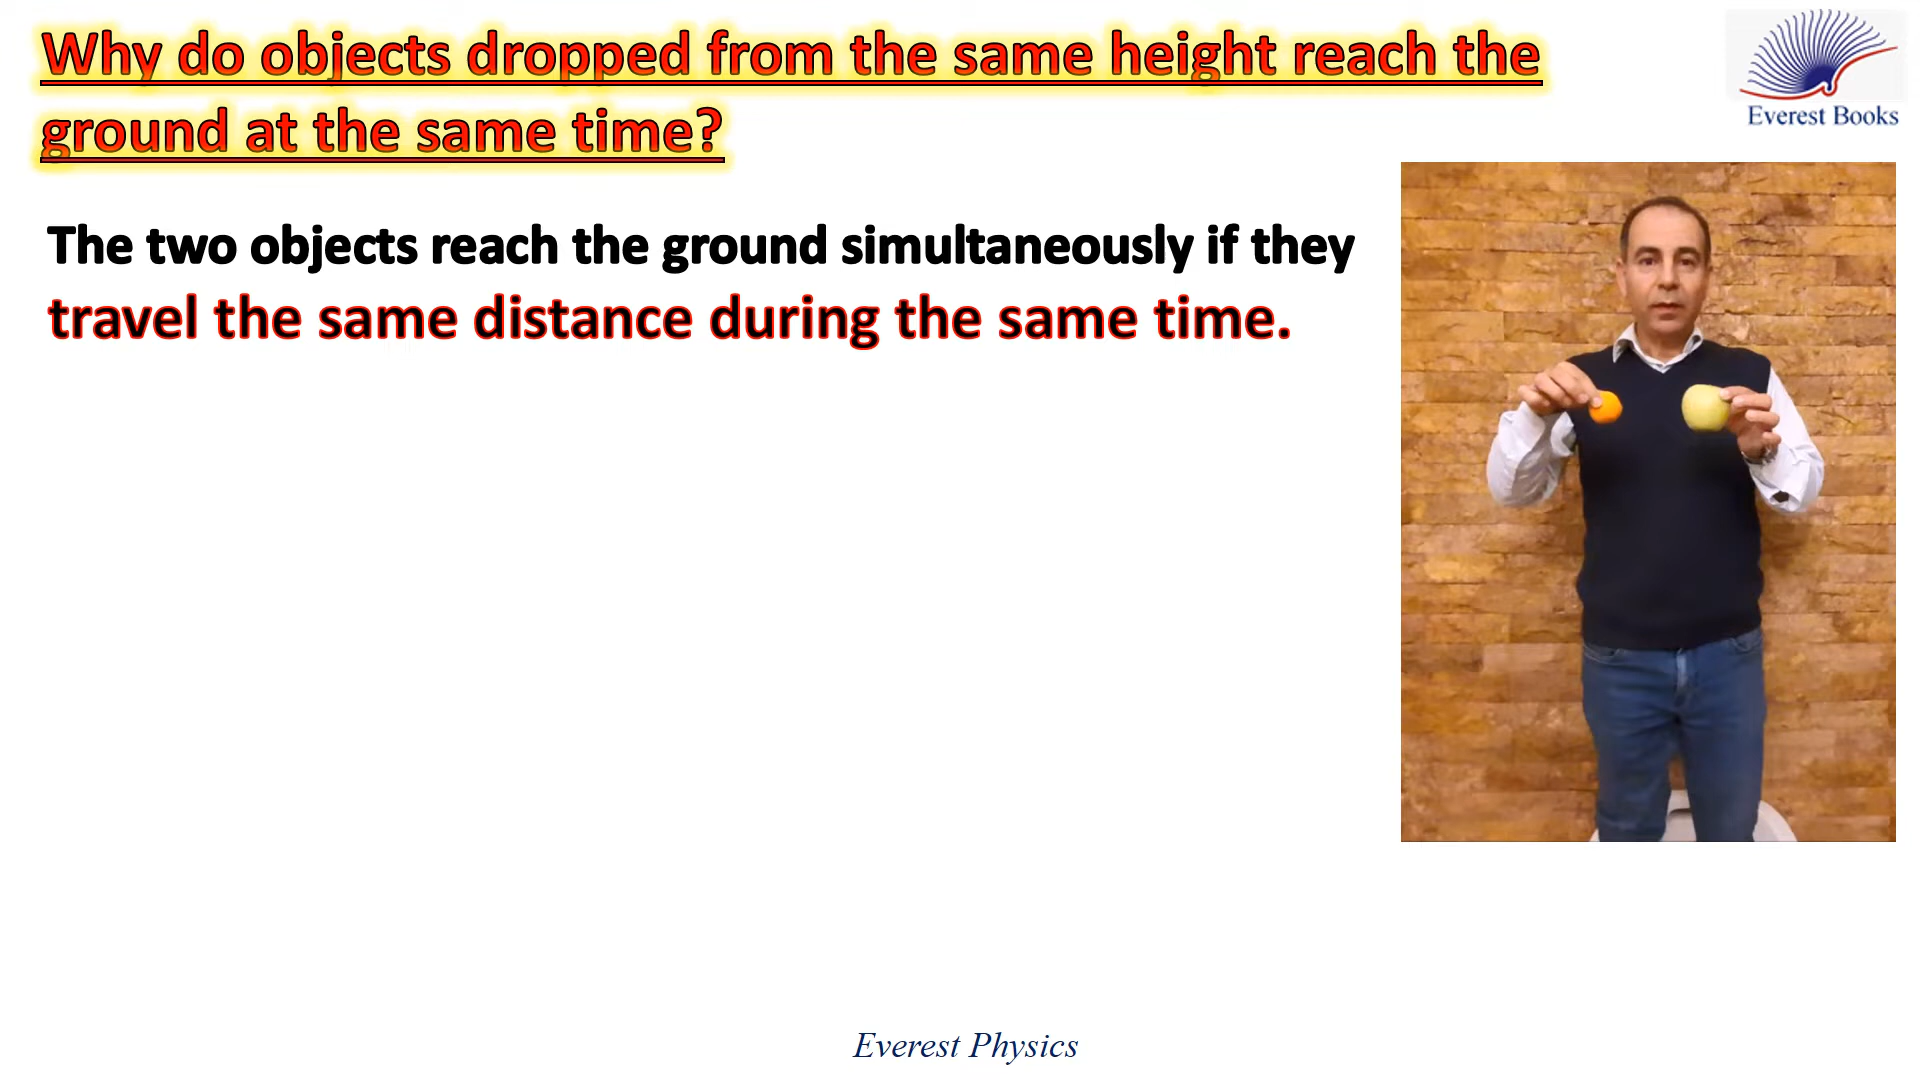 Why do objects dropped from the same height reach the
ground at the same time?
Everest Books
The two objects reach the ground simultaneously if they
travel the same distance during the same time.
Everest Physics